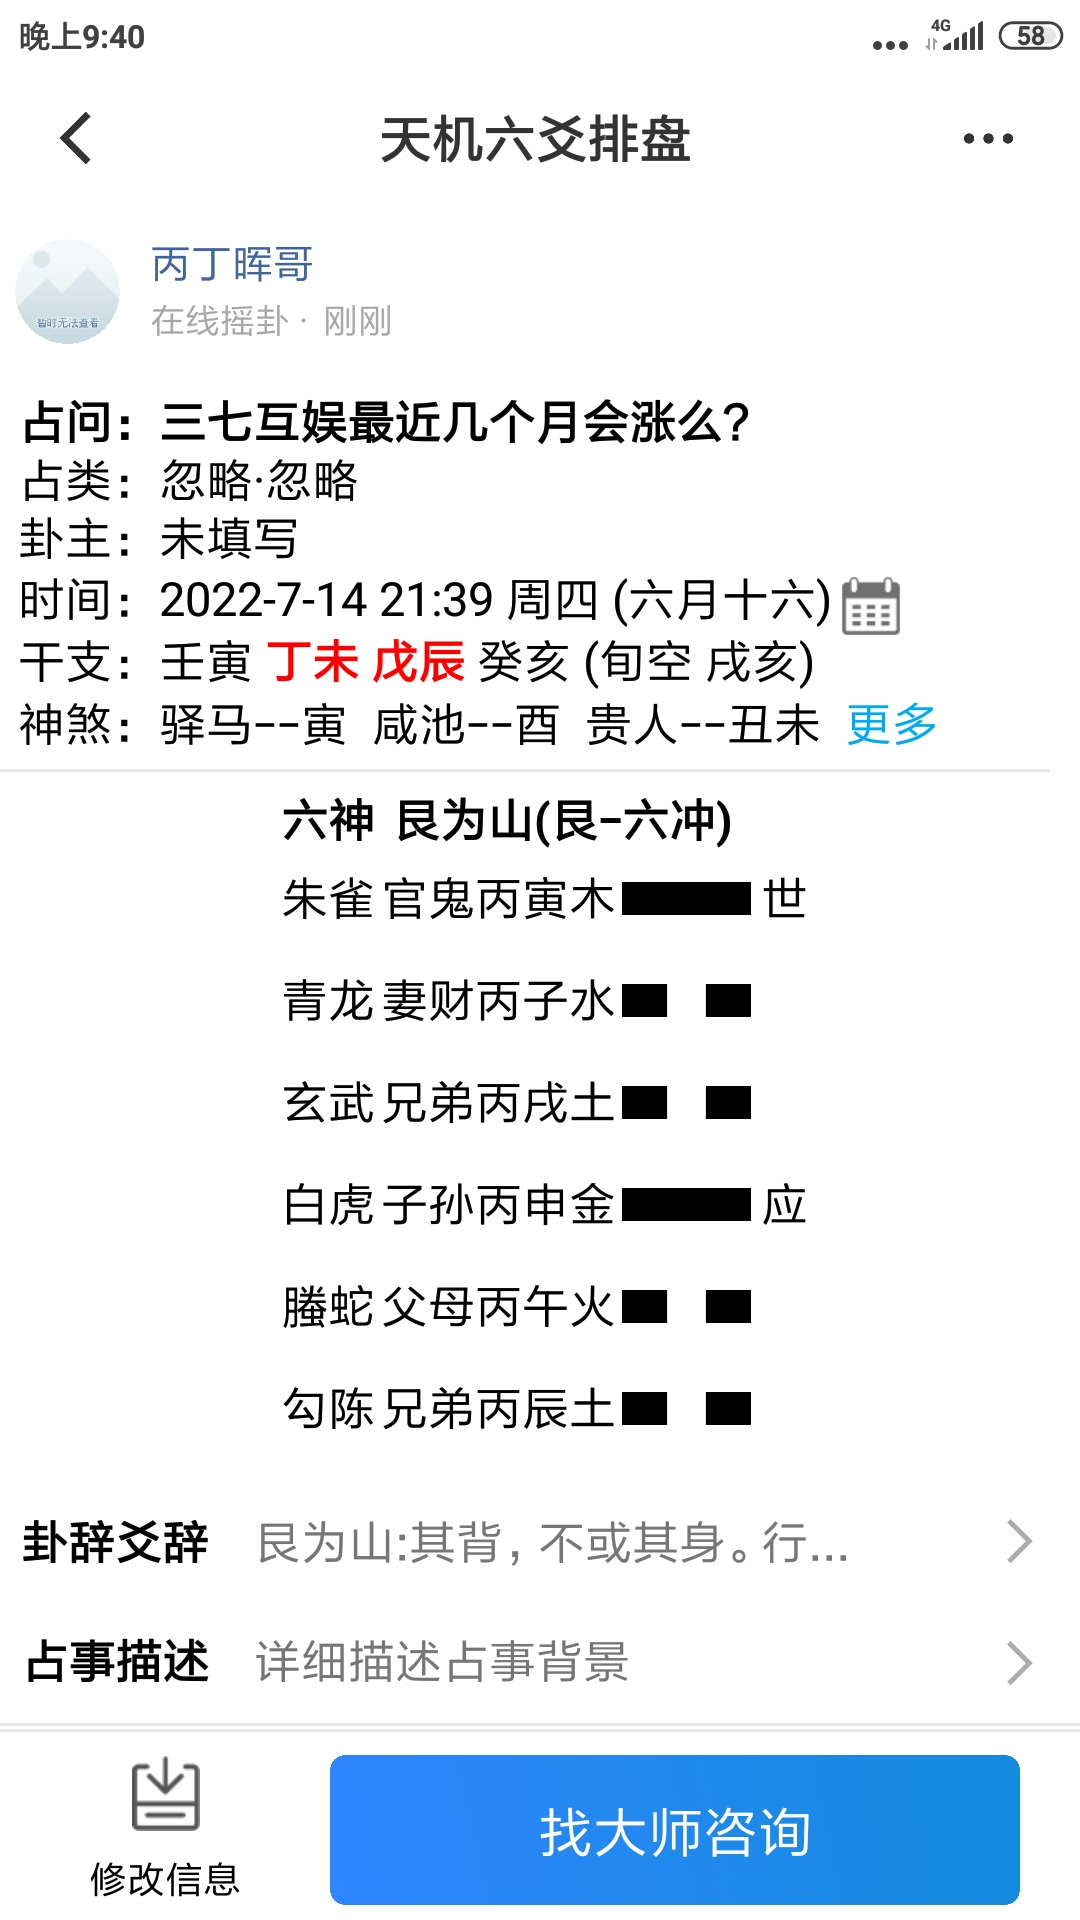 晚上9:40
4G
58
天机六爻排盘
暂时无法查看
丙丁晖哥
在线摇卦 · 刚刚
占问：三七互娱最近几个月会涨么?
占类：忽略·忽略
卦主：未填写
时间：2022-7-14 21:39 周四 (六月十六)
干支：壬寅 丁未 戊辰 癸亥 (旬空 戌亥)
神煞：驿马--寅 咸池--酉 贵人--丑未 更多
六神 艮为山(艮-六冲)
朱雀 官鬼丙寅木 世
青龙 妻财丙子水
玄武 兄弟丙戌土
白虎 子孙丙申金 应
螣蛇 父母丙午火
勾陈 兄弟丙辰土
卦辞爻辞 艮为山:其背，不或其身。行...
占事描述 详细描述占事背景
修改信息
找大师咨询